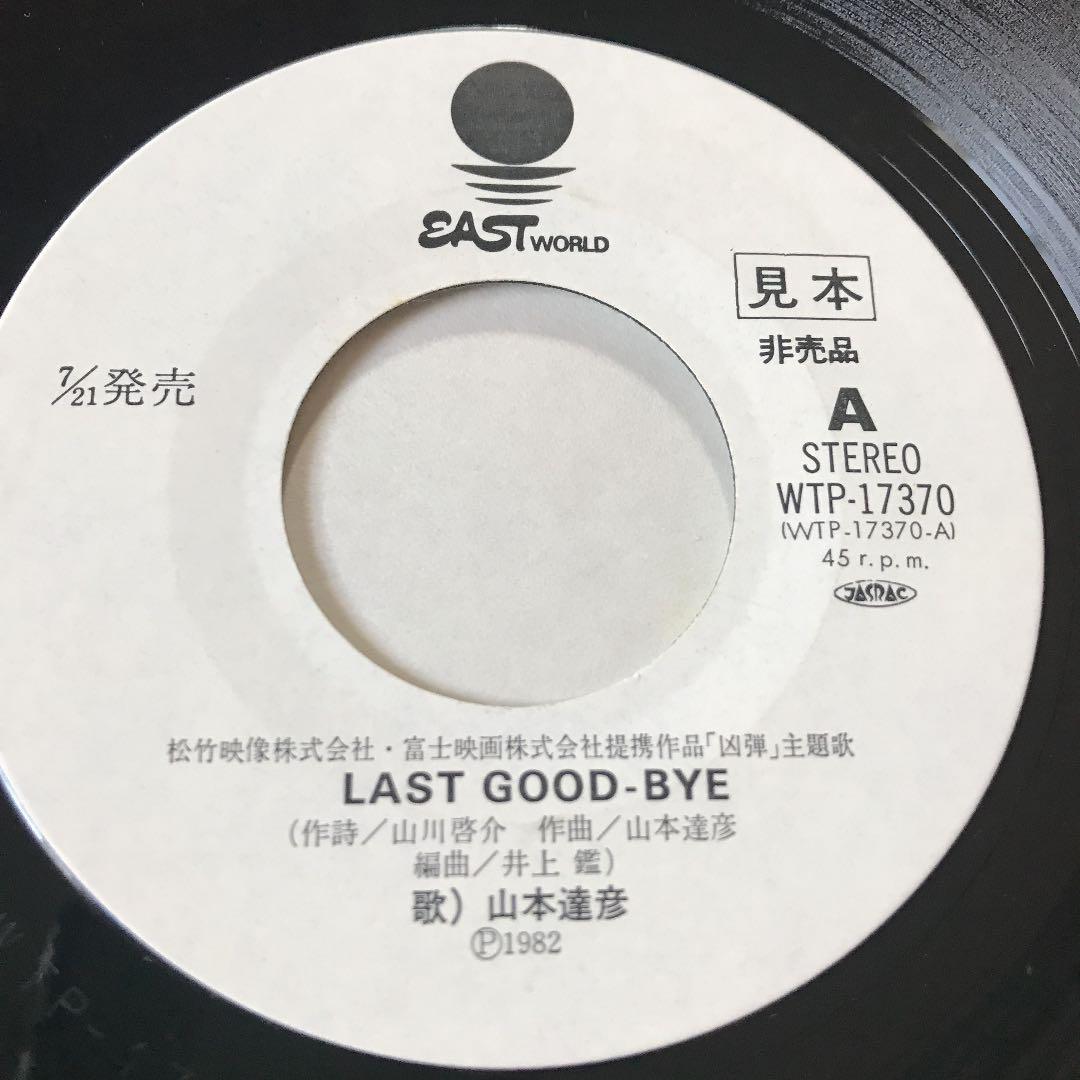 EAST WORLD
見本
非売品
7/21発売
A
STEREO
WTP-17370
(WTP-17370-A)
45 r.p.m.
JASRAC
松竹映像株式会社・富士映画株式会社提携作品「凶弾」主題歌
LAST GOOD-BYE
(作詩／山川啓介 作曲／山本達彦
編曲／井上 鑑)
歌）山本達彦
Ⓟ1982